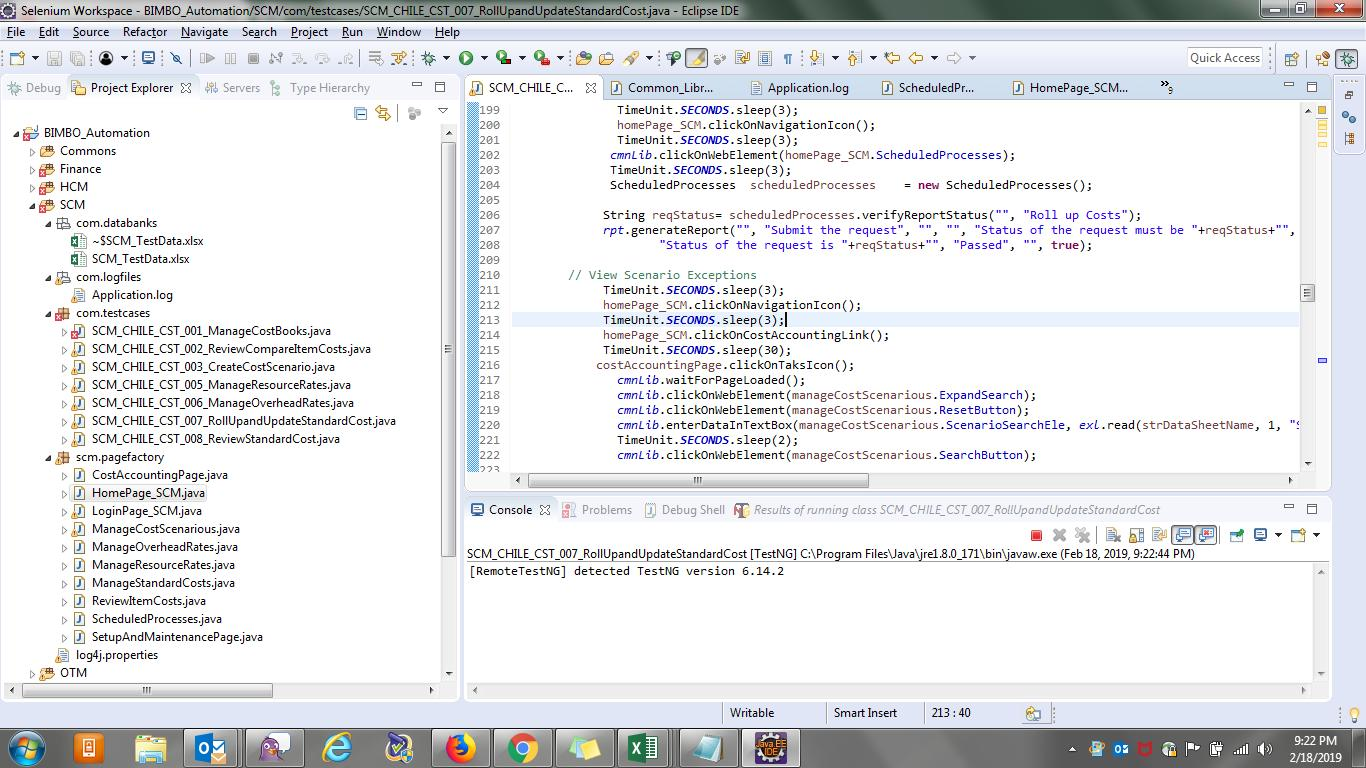 Selenium Workspace - BIMBO_Automation/SCM/com/testcases/SCM_CHILE_CST_007_RollUpandUpdateStandardCost.java - Eclipse IDE
File Edit Source Refactor Navigate Search Project Run Window Help
Quick Access
Debug Project Explorer Servers Type Hierarchy
BIMBO_Automation
Commons
Finance
HCM
SCM
com.databanks
~$SCM_TestData.xlsx
SCM_TestData.xlsx
com.logfiles
Application.log
com.testcases
SCM_CHILE_CST_001_ManageCostBooks.java
SCM_CHILE_CST_002_ReviewCompareItemCosts.java
SCM_CHILE_CST_003_CreateCostScenario.java
SCM_CHILE_CST_005_ManageResourceRates.java
SCM_CHILE_CST_006_ManageOverheadRates.java
SCM_CHILE_CST_007_RollUpandUpdateStandardCost.java
SCM_CHILE_CST_008_ReviewStandardCost.java
scm.pagefactory
CostAccountingPage.java
HomePage_SCM.java
LoginPage_SCM.java
ManageCostScenarious.java
ManageOverheadRates.java
ManageResourceRates.java
ManageStandardCosts.java
ReviewItemCosts.java
ScheduledProcesses.java
SetupAndMaintenancePage.java
log4j.properties
OTM
SCM_CHILE_C... Common_Libr... Application.log ScheduledPr... HomePage_SCM... »9
199 TimeUnit.SECONDS.sleep(3);
200 homePage_SCM.clickOnNavigationIcon();
201 TimeUnit.SECONDS.sleep(3);
202 cmnLib.clickOnWebElement(homePage_SCM.ScheduledProcesses);
203 TimeUnit.SECONDS.sleep(3);
204 ScheduledProcesses scheduledProcesses = new ScheduledProcesses();
205
206 String reqStatus= scheduledProcesses.verifyReportStatus("", "Roll up Costs");
207 rpt.generateReport("", "Submit the request", "", "", "Status of the request must be "+reqStatus+"",
208 "Status of the request is "+reqStatus+"", "Passed", "", true);
209
210 // View Scenario Exceptions
211 TimeUnit.SECONDS.sleep(3);
212 homePage_SCM.clickOnNavigationIcon();
213 TimeUnit.SECONDS.sleep(3);
214 homePage_SCM.clickOnCostAccountingLink();
215 TimeUnit.SECONDS.sleep(30);
216 costAccountingPage.clickOnTaksIcon();
217 cmnLib.waitForPageLoaded();
218 cmnLib.clickOnWebElement(manageCostScenarious.ExpandSearch);
219 cmnLib.clickOnWebElement(manageCostScenarious.ResetButton);
220 cmnLib.enterDataInTextBox(manageCostScenarious.ScenarioSearchEle, exl.read(strDataSheetName, 1, "S
221 TimeUnit.SECONDS.sleep(2);
222 cmnLib.clickOnWebElement(manageCostScenarious.SearchButton);
223
Console Problems Debug Shell Results of running class SCM_CHILE_CST_007_RollUpandUpdateStandardCost
SCM_CHILE_CST_007_RollUpandUpdateStandardCost [TestNG] C:\Program Files\Java\jre1.8.0_171\bin\javaw.exe (Feb 18, 2019, 9:22:44 PM)
[RemoteTestNG] detected TestNG version 6.14.2
Writable Smart Insert 213 : 40
Java EE IDE
9:22 PM
2/18/2019